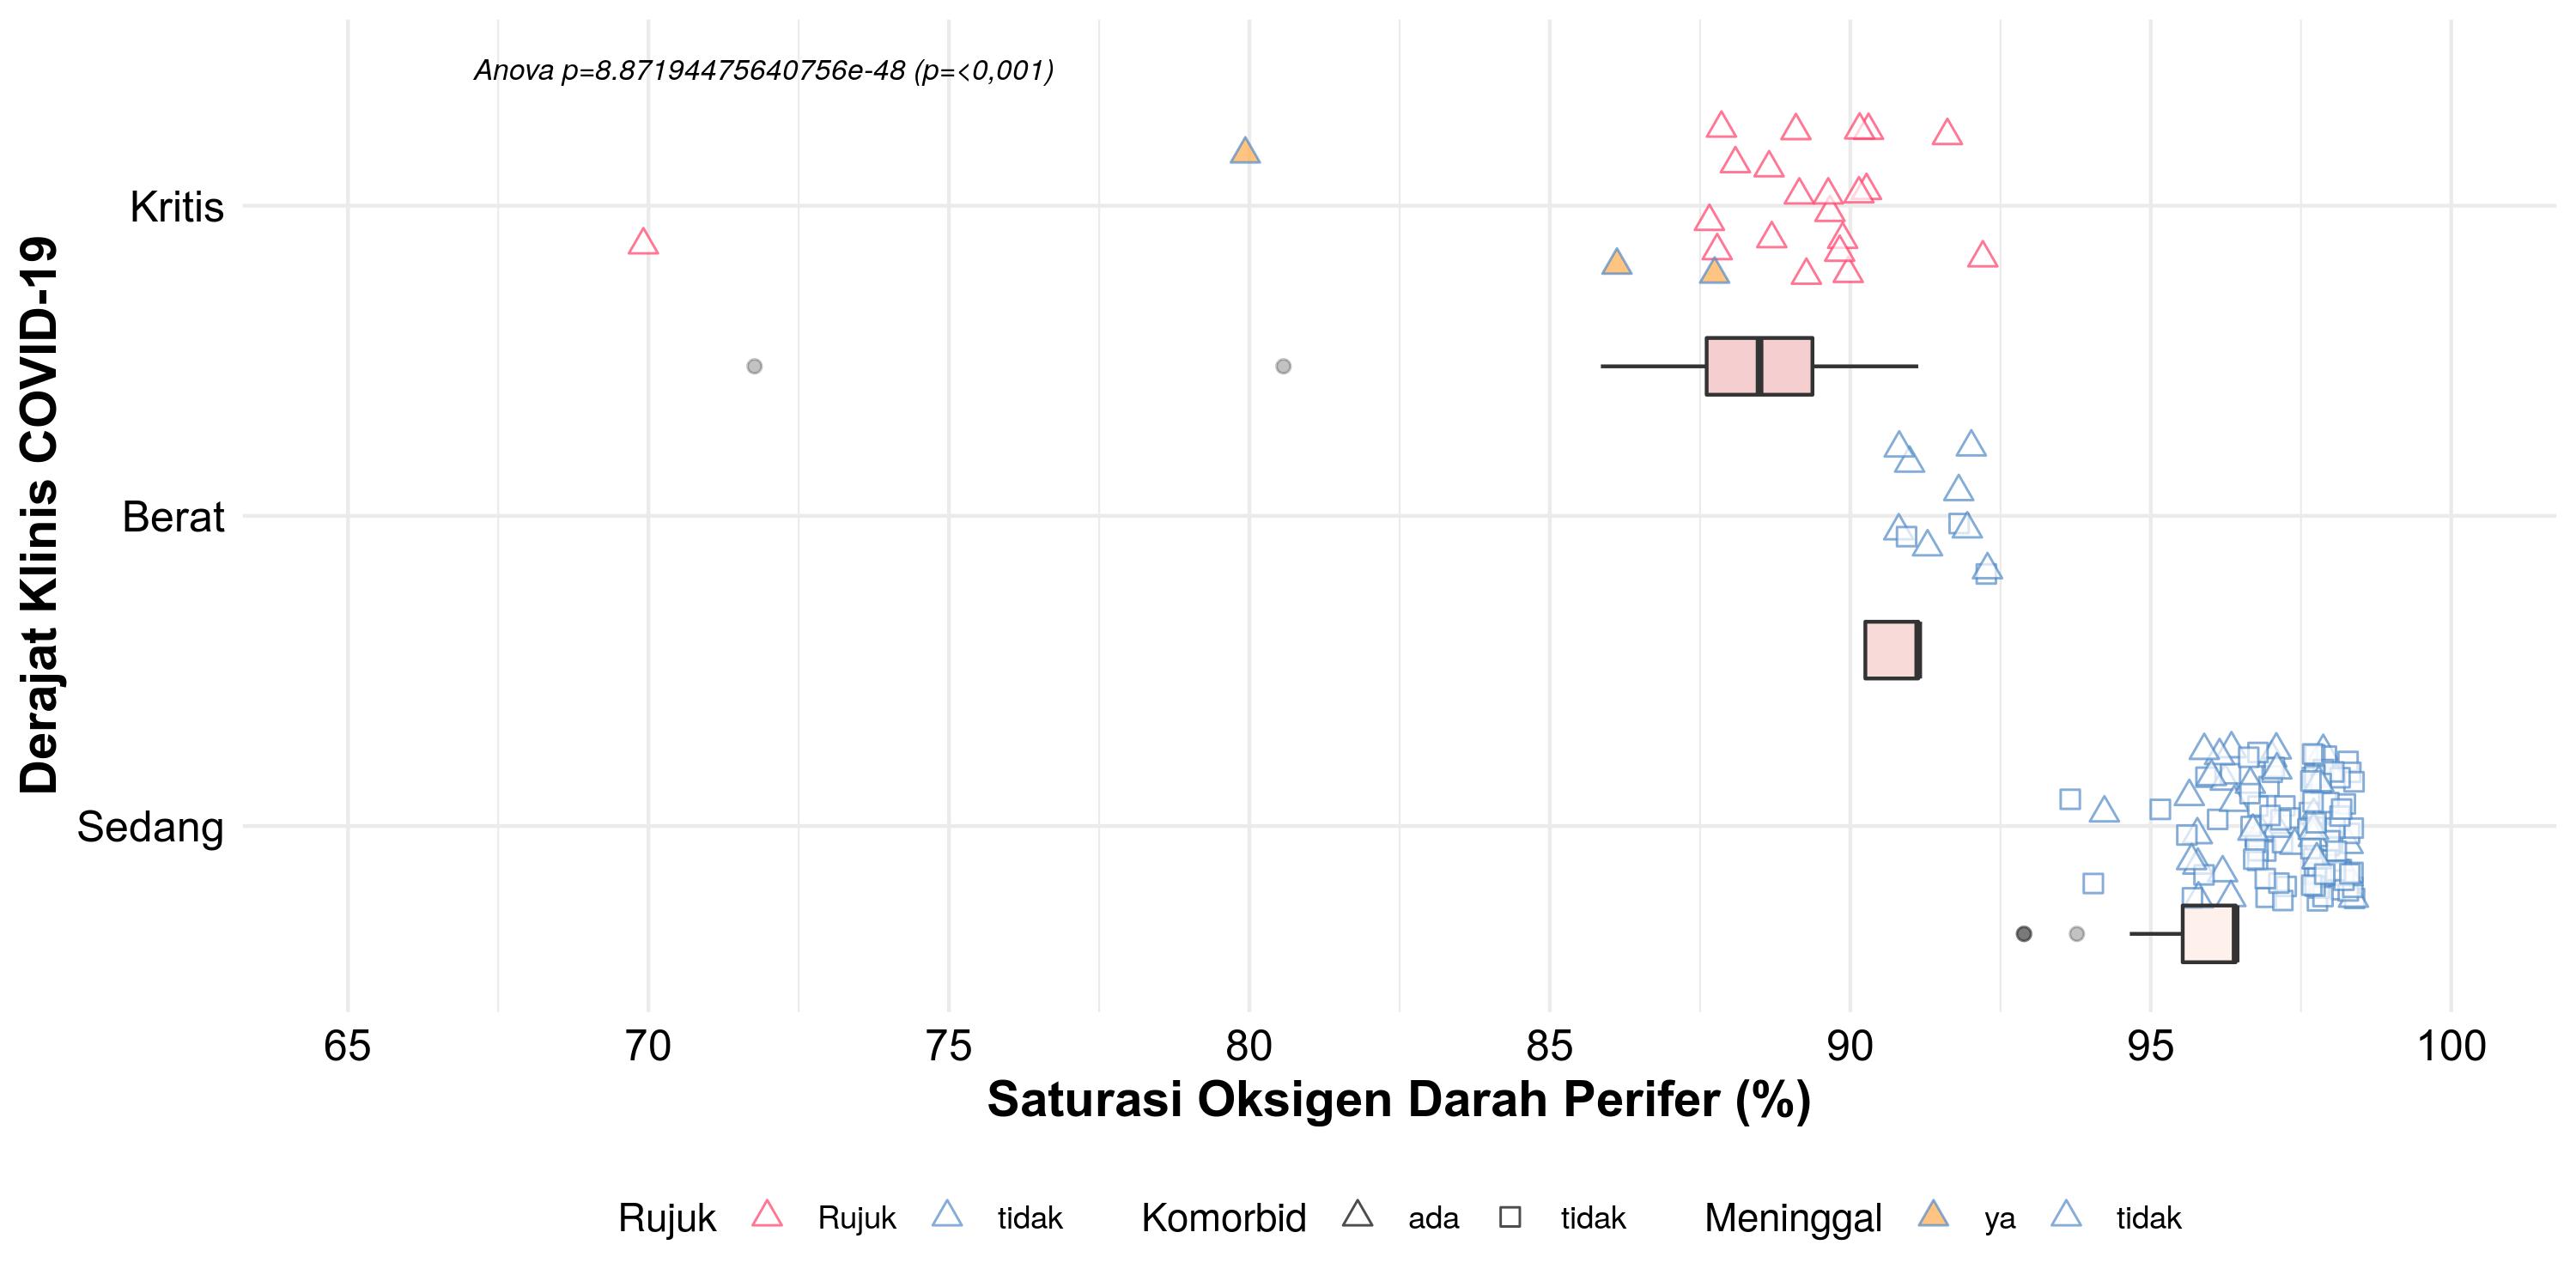 Anova p=8.87194475640756e-48 (p=<0,001)
Derajat Klinis COVID-19
Kritis
Berat
Sedang
65 70 75 80 85 90 95 100
Saturasi Oksigen Darah Perifer (%)
Rujuk Rujuk tidak Komorbid ada tidak Meninggal ya tidak